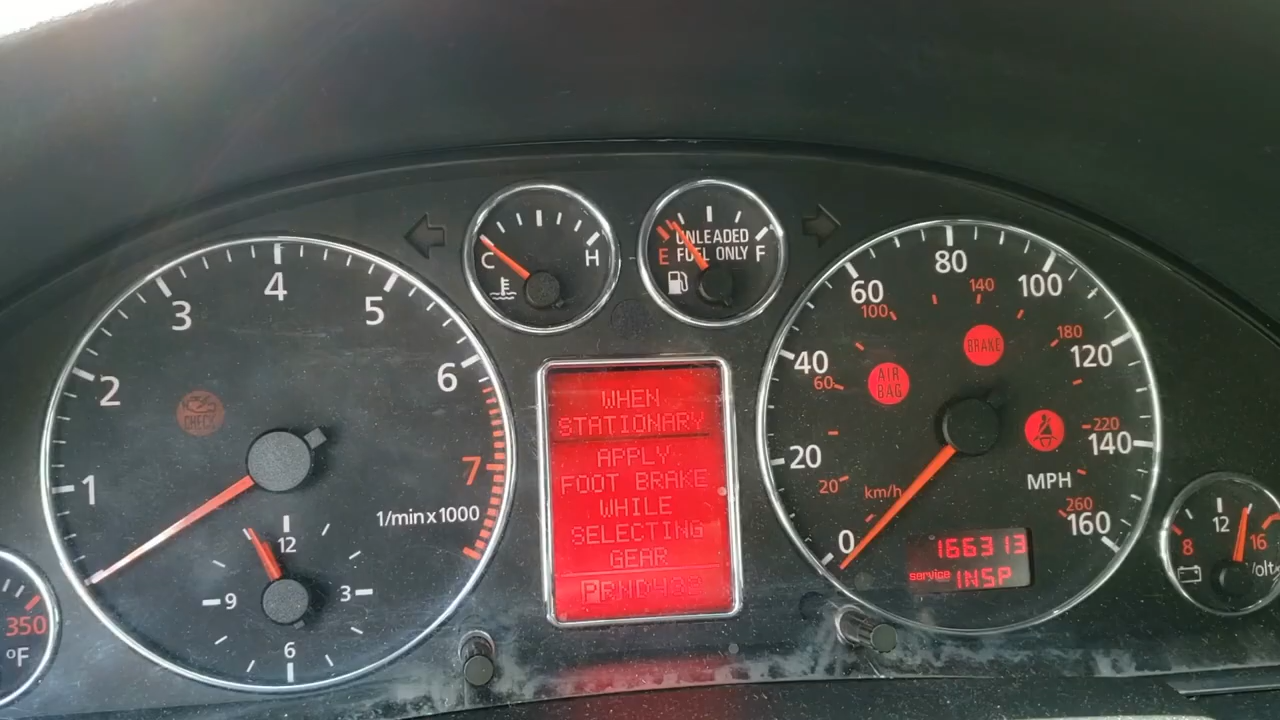 C
H
UNLEADED
FUEL ONLY
E
F
1
2
3
4
5
6
7
CHECK
1/min x 1000
12
3
6
9
350
°F
WHEN
STATIONARY
APPLY
FOOT BRAKE
WHILE
SELECTING
GEAR
PRND432
0
20
40
60
80
100
120
140
160
20
60
100
140
180
220
260
km/h
MPH
AIR
BAG
BRAKE
166313
service INSP
8
12
16
Volt